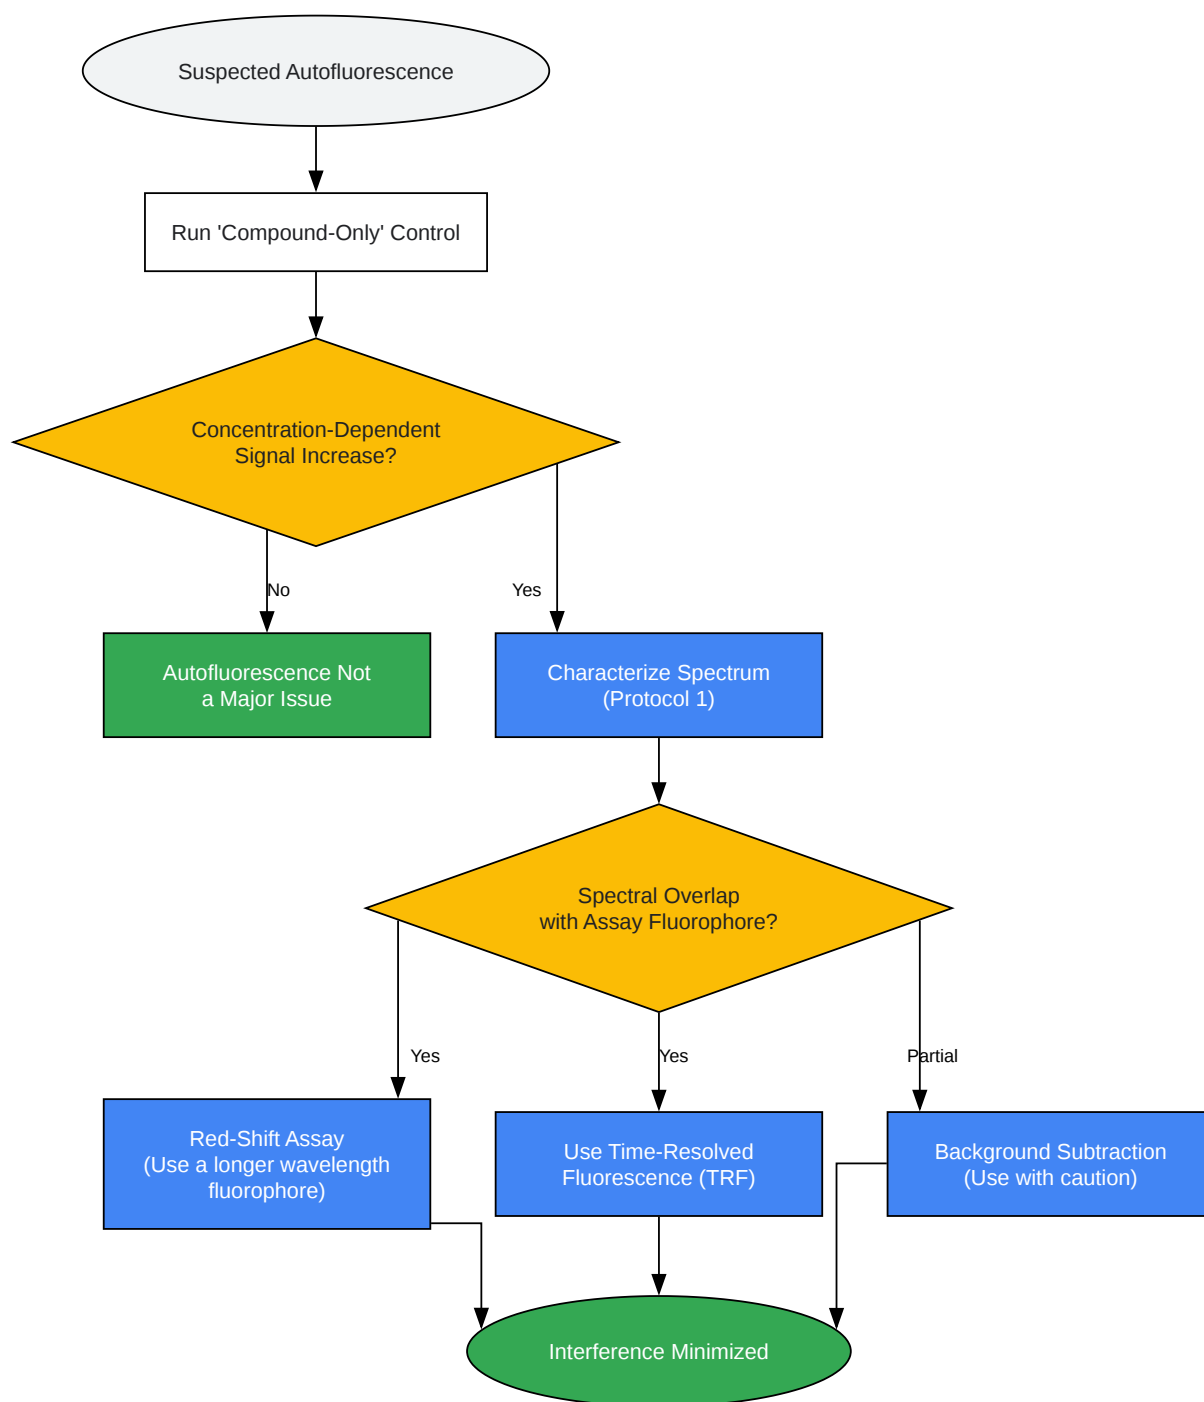 Suspected Autofluorescence
Run 'Compound-Only' Control
Concentration-Dependent
Signal Increase?
No
Yes
Autofluorescence Not
a Major Issue
Characterize Spectrum
(Protocol 1)
Spectral Overlap
with Assay Fluorophore?
Yes
Yes
Partial
Red-Shift Assay
(Use a longer wavelength
fluorophore)
Use Time-Resolved
Fluorescence (TRF)
Background Subtraction
(Use with caution)
Interference Minimized